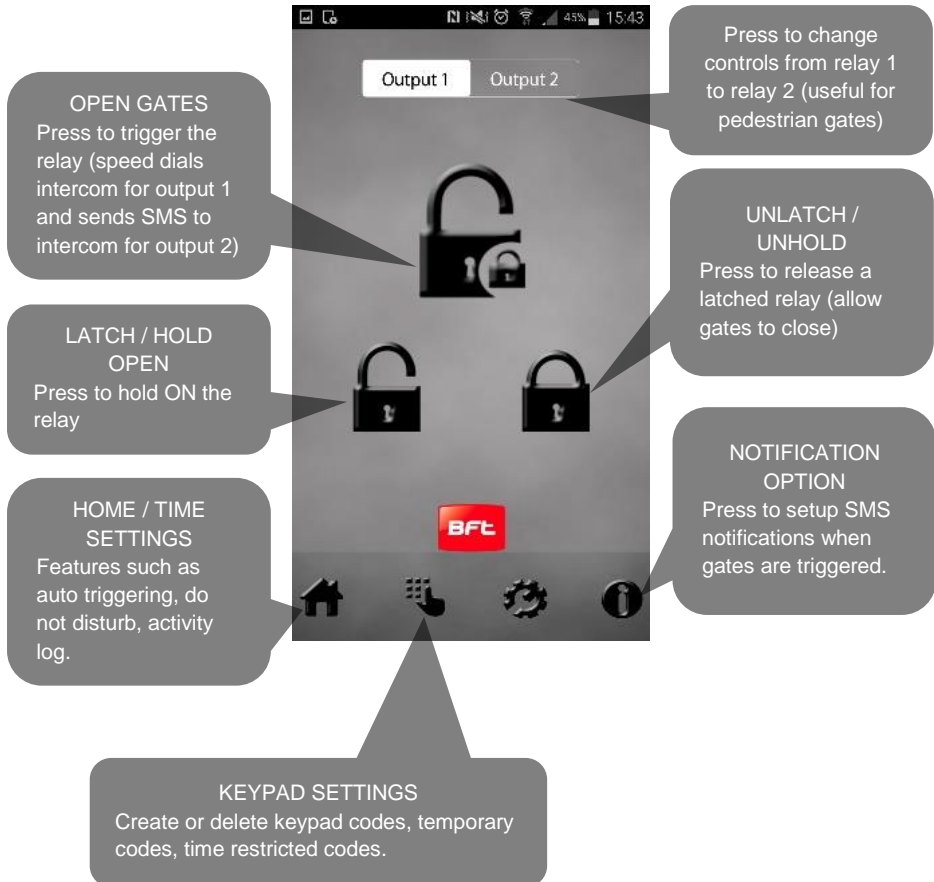 45% 15:43
Output 1 Output 2
Press to change
controls from relay 1
to relay 2 (useful for
pedestrian gates)
OPEN GATES
Press to trigger the
relay (speed dials
intercom for output 1
and sends SMS to
intercom for output 2)
UNLATCH /
UNHOLD
Press to release a
latched relay (allow
gates to close)
LATCH / HOLD
OPEN
Press to hold ON the
relay
NOTIFICATION
OPTION
Press to setup SMS
notifications when
gates are triggered.
HOME / TIME
SETTINGS
Features such as
auto triggering, do
not disturb, activity
log.
BFt
KEYPAD SETTINGS
Create or delete keypad codes, temporary
codes, time restricted codes.